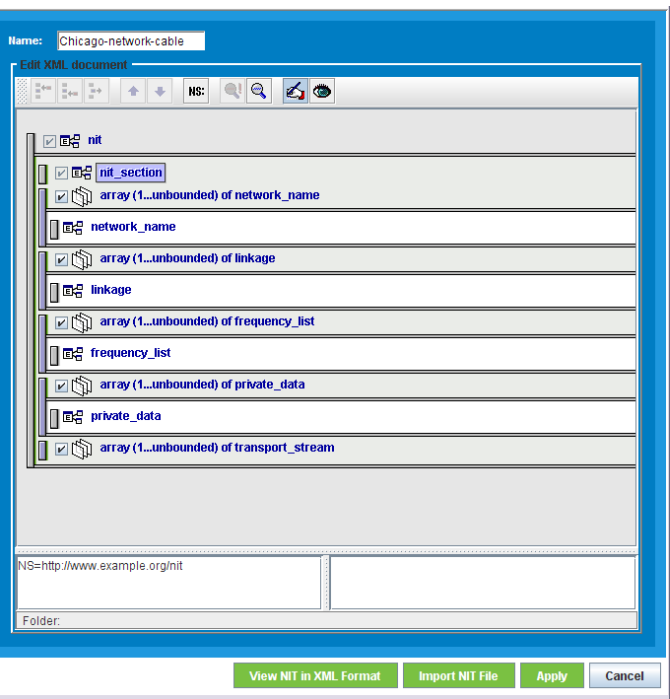 Name: Chicago-network-cable
Edit XML document
NS:
nit
nit_section
array (1...unbounded) of network_name
network_name
array (1...unbounded) of linkage
linkage
array (1...unbounded) of frequency_list
frequency_list
array (1...unbounded) of private_data
private_data
array (1...unbounded) of transport_stream
NS=http://www.example.org/nit
Folder:
View NIT in XML Format Import NIT File Apply Cancel